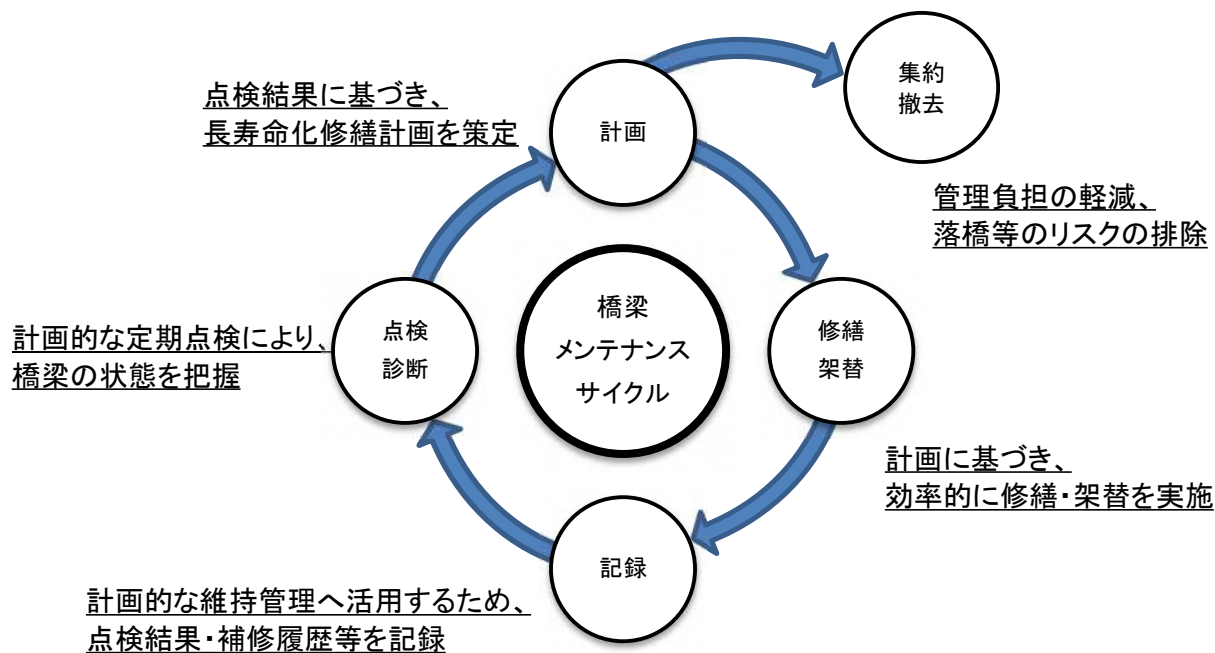 点検結果に基づき、
長寿命化修繕計画を策定
計画
集約
撤去
管理負担の軽減、
落橋等のリスクの排除
計画的な定期点検により、
橋梁の状態を把握
点検
診断
橋梁
メンテナンス
サイクル
修繕
架替
計画に基づき、
効率的に修繕・架替を実施
記録
計画的な維持管理へ活用するため、
点検結果・補修履歴等を記録